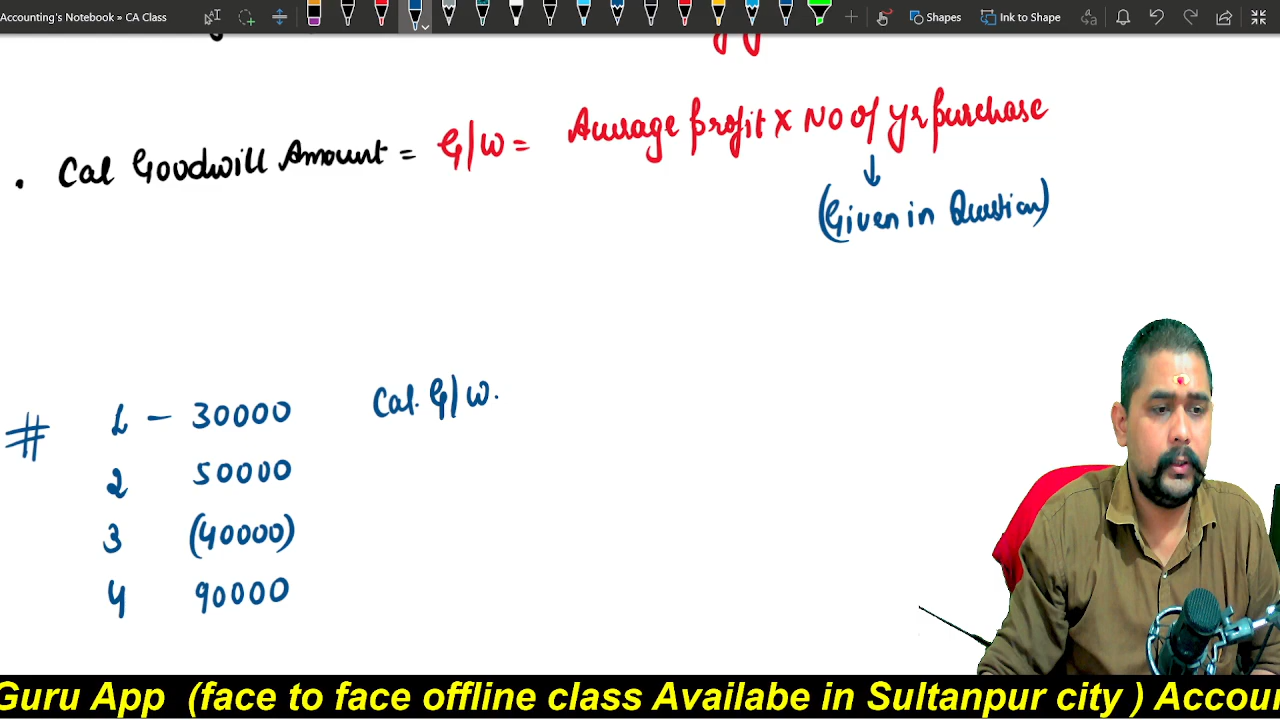 Accounting's Notebook » CA Class
Shapes
Ink to Shape
. Cal Goodwill Amount = G/W = Average profit X No of yr purchase
(Given in Question)
# 1 - 30000 Cal. G/W.
2 50000
3 (40000)
4 90000
Guru App (face to face offline class Availabe in Sultanpur city ) Accou